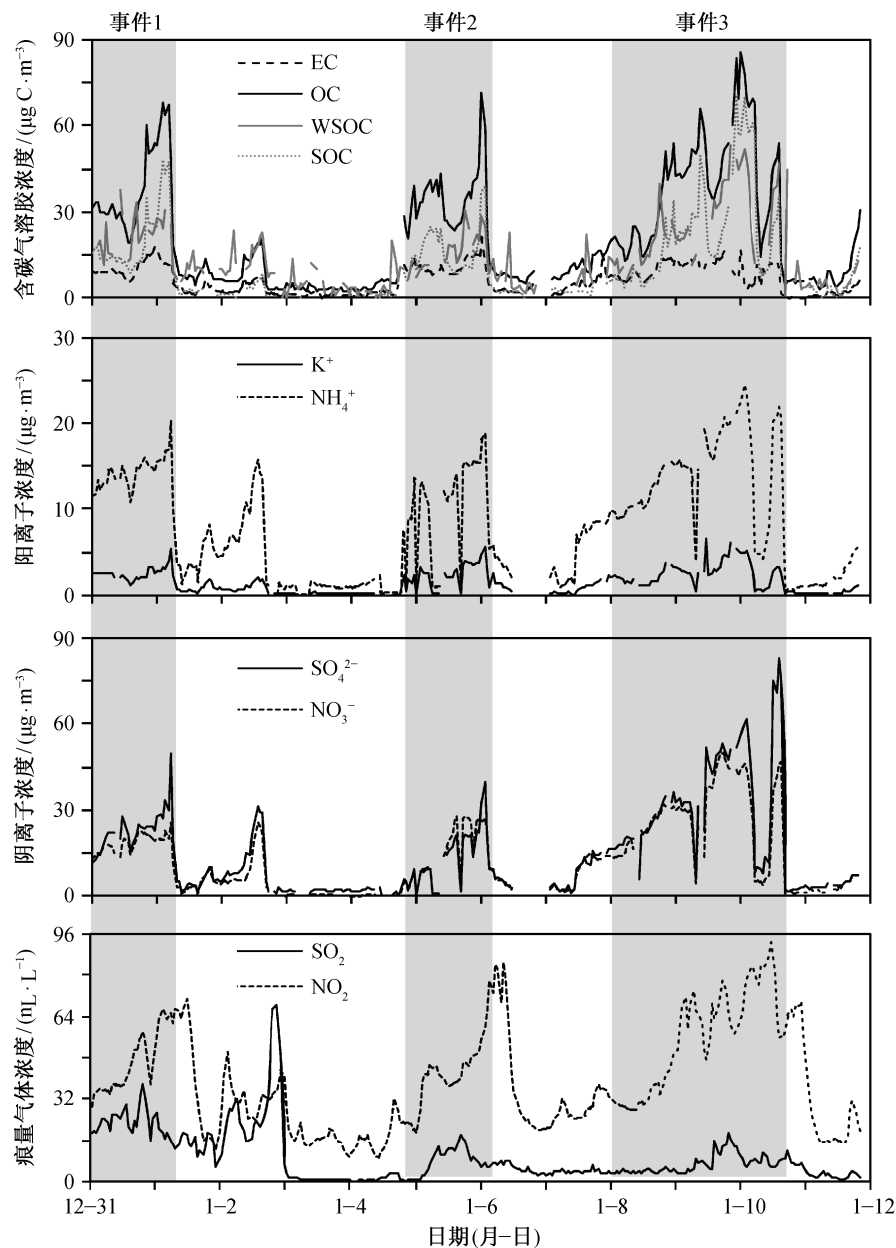 事件1 事件2 事件3
含碳气溶胶浓度/(μg C·m⁻³)
90
60
30
0
EC
OC
WSOC
SOC
阳离子浓度/(μg·m⁻³)
30
20
10
0
K⁺
NH₄⁺
阴离子浓度/(μg·m⁻³)
90
60
30
0
SO₄²⁻
NO₃⁻
痕量气体浓度/(nL·L⁻¹)
96
64
32
0
SO₂
NO₂
12-31 1-2 1-4 1-6 1-8 1-10 1-12
日期(月-日)